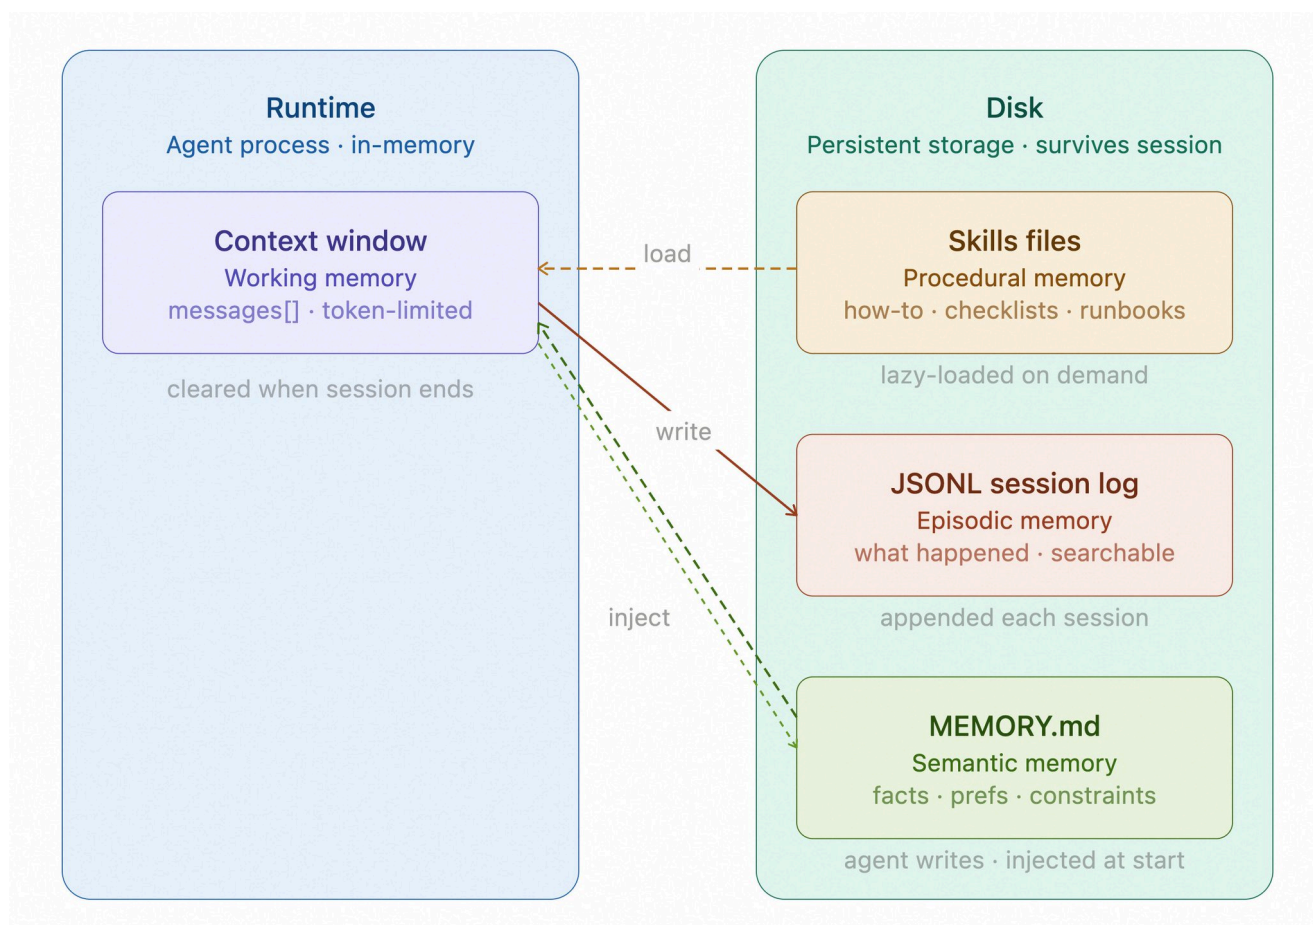 Runtime
Agent process · in-memory
Context window
Working memory
messages[] · token-limited
cleared when session ends
load
write
inject
Disk
Persistent storage · survives session
Skills files
Procedural memory
how-to · checklists · runbooks
lazy-loaded on demand
JSONL session log
Episodic memory
what happened · searchable
appended each session
MEMORY.md
Semantic memory
facts · prefs · constraints
agent writes · injected at start